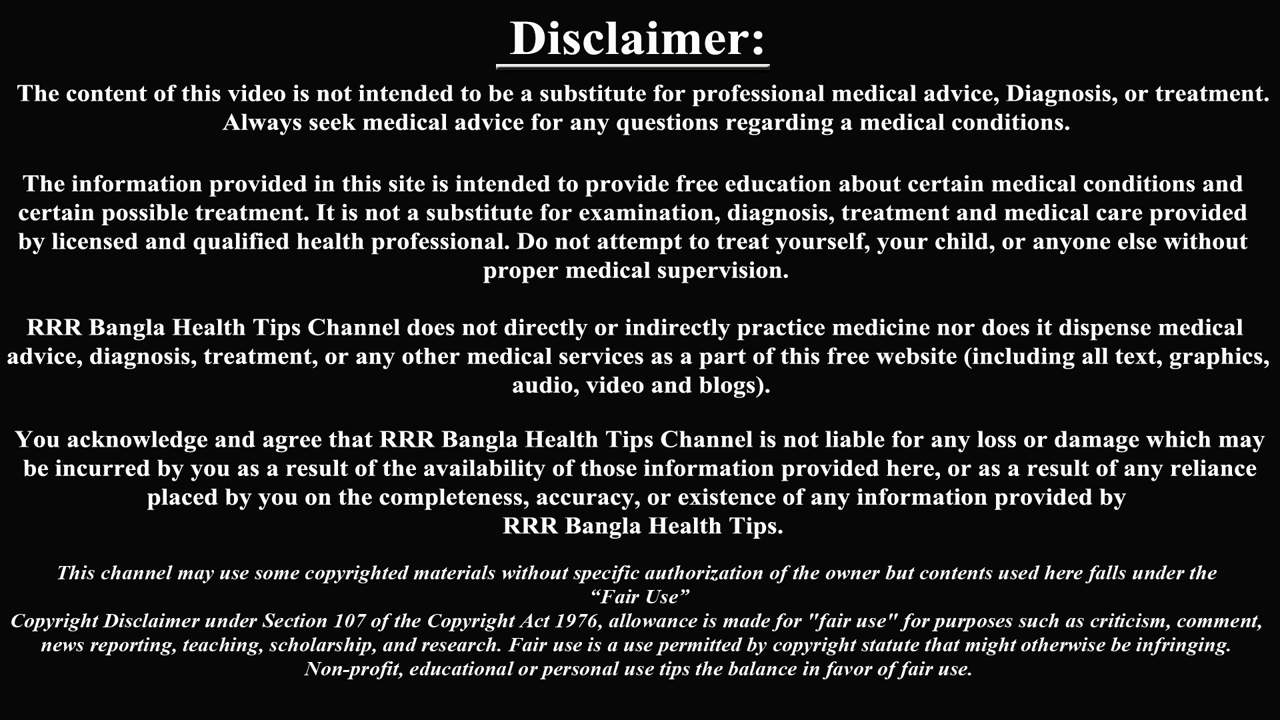 Disclaimer:
The content of this video is not intended to be a substitute for professional medical advice, Diagnosis, or treatment.
Always seek medical advice for any questions regarding a medical conditions.
The information provided in this site is intended to provide free education about certain medical conditions and
certain possible treatment. It is not a substitute for examination, diagnosis, treatment and medical care provided
by licensed and qualified health professional. Do not attempt to treat yourself, your child, or anyone else without
proper medical supervision.
RRR Bangla Health Tips Channel does not directly or indirectly practice medicine nor does it dispense medical
advice, diagnosis, treatment, or any other medical services as a part of this free website (including all text, graphics,
audio, video and blogs).
You acknowledge and agree that RRR Bangla Health Tips Channel is not liable for any loss or damage which may
be incurred by you as a result of the availability of those information provided here, or as a result of any reliance
placed by you on the completeness, accuracy, or existence of any information provided by
RRR Bangla Health Tips.
This channel may use some copyrighted materials without specific authorization of the owner but contents used here falls under the
“Fair Use”
Copyright Disclaimer under Section 107 of the Copyright Act 1976, allowance is made for "fair use" for purposes such as criticism, comment,
news reporting, teaching, scholarship, and research. Fair use is a use permitted by copyright statute that might otherwise be infringing.
Non-profit, educational or personal use tips the balance in favor of fair use.